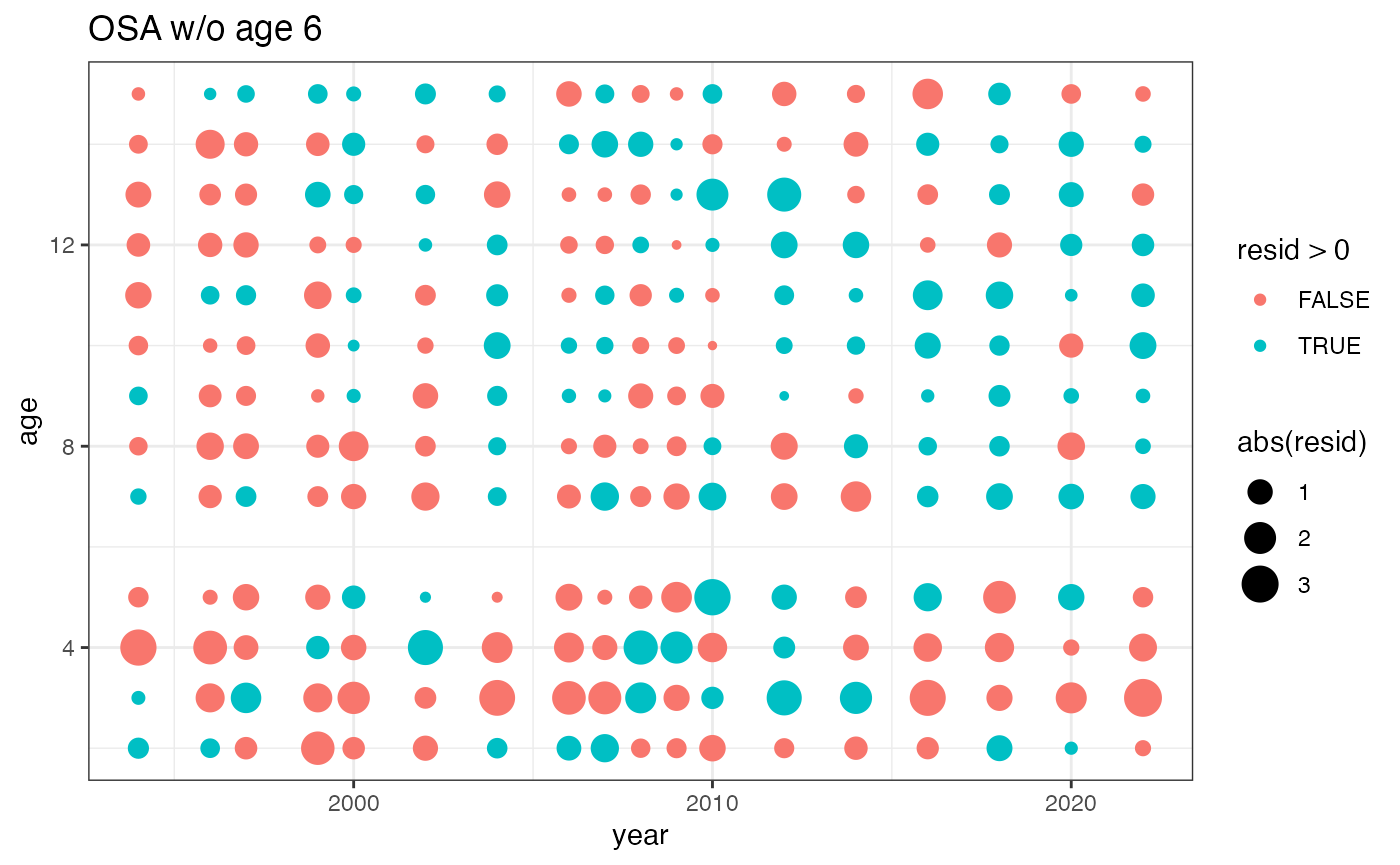 OSA w/o age 6
12
8
4
age
2000
2010
2020
year
resid > 0
FALSE
TRUE
abs(resid)
1
2
3